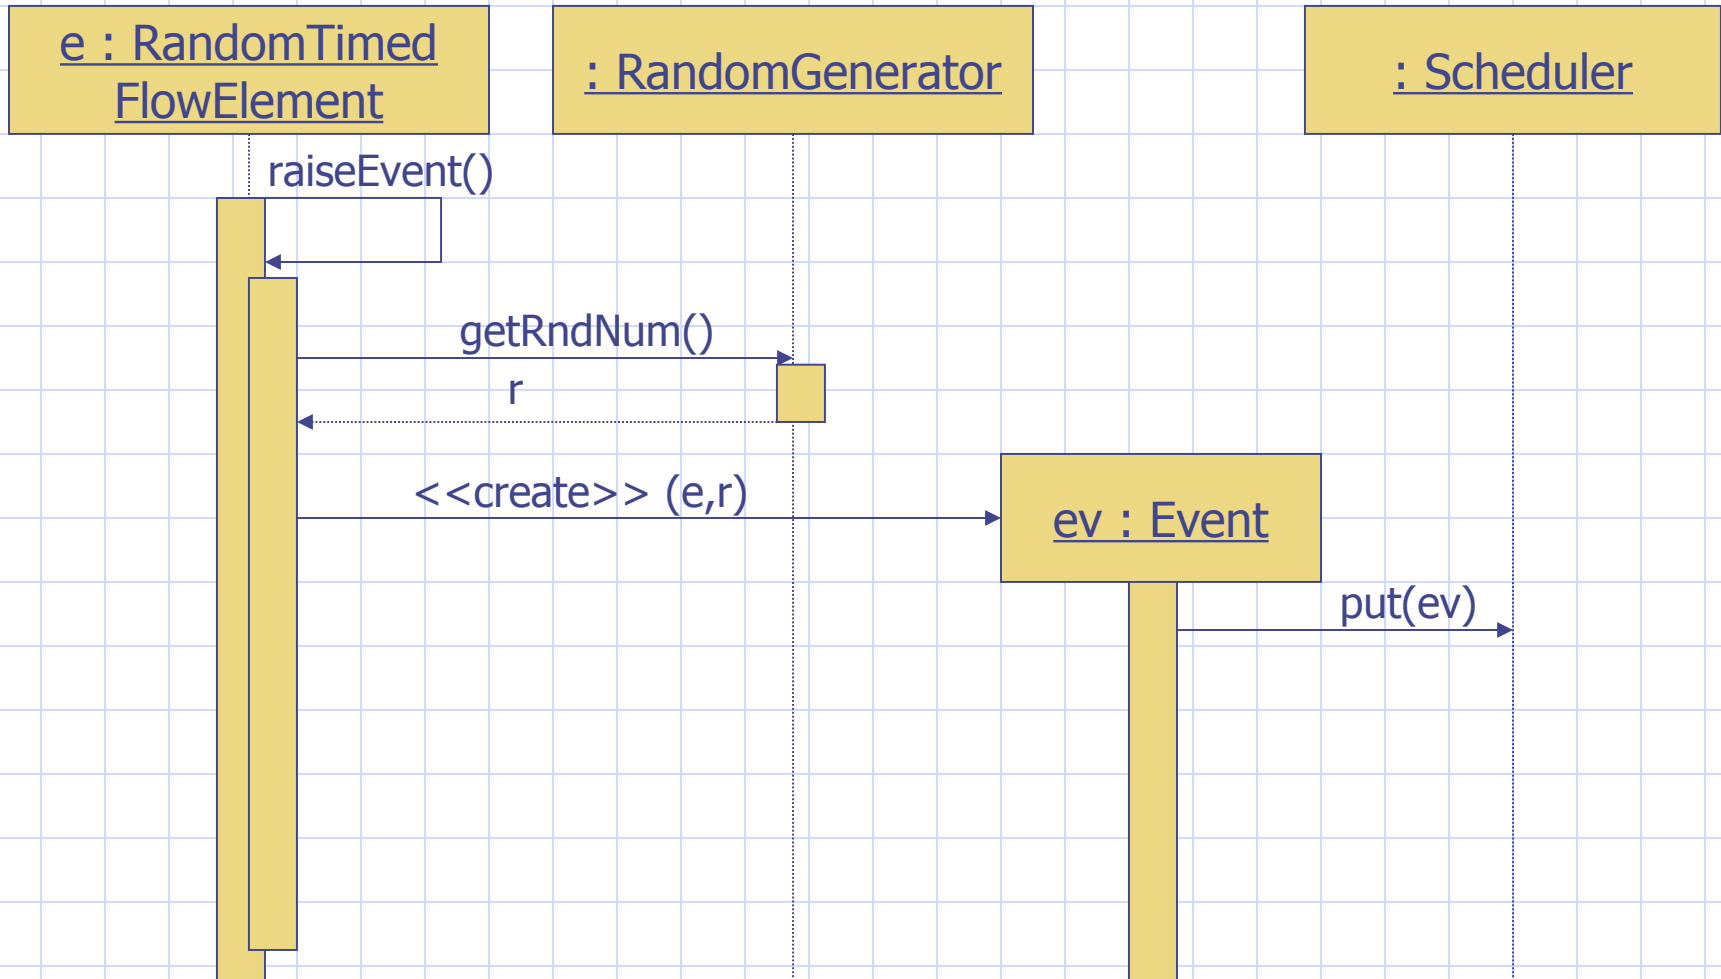 e : RandomTimed
FlowElement
: RandomGenerator
: Scheduler
raiseEvent()
getRndNum()
r
<<create>> (e,r)
ev : Event
put(ev)